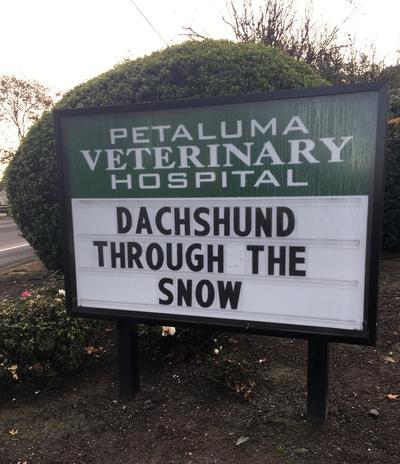 PETALUMA
VETERINARY
HOSPITAL
DACHSHUND
THROUGH THE
SNOW